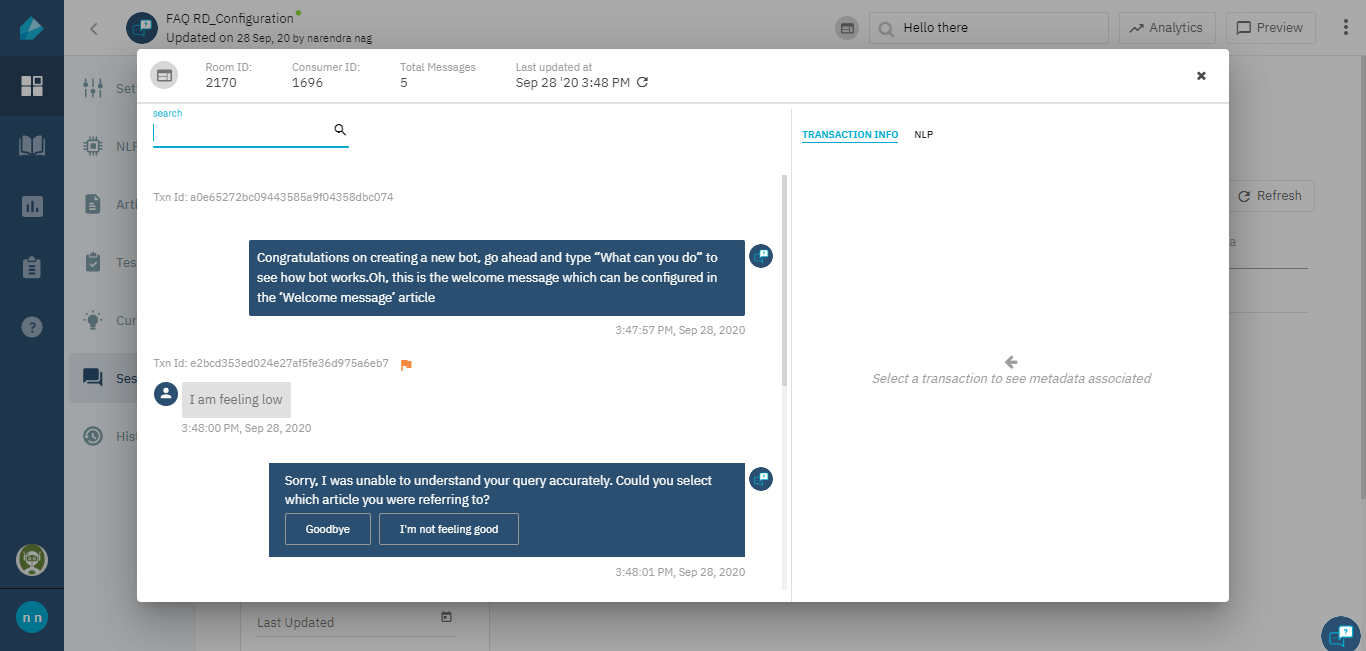 FAQ RD_Configuration
Updated on 28 Sep, 20 by narendra nag
Hello there
Analytics
Preview
Room ID:
2170
Consumer ID:
1696
Total Messages
5
Last updated at
Sep 28 '20 3:48 PM
search
TRANSACTION INFO
NLP
Txn Id: a0e65272bc09443585a9f04358dbc074
Congratulations on creating a new bot, go ahead and type “What can you do” to
see how bot works.Oh, this is the welcome message which can be configured in
the ‘Welcome message’ article
3:47:57 PM, Sep 28, 2020
Txn Id: e2bcd353ed024e27af5fe36d975a6eb7
I am feeling low
3:48:00 PM, Sep 28, 2020
Sorry, I was unable to understand your query accurately. Could you select
which article you were referring to?
Goodbye
I'm not feeling good
3:48:01 PM, Sep 28, 2020
Select a transaction to see metadata associated
Set
NLP
Arti
Tes
Cur
Ses
His
Refresh
a
Last Updated
n n